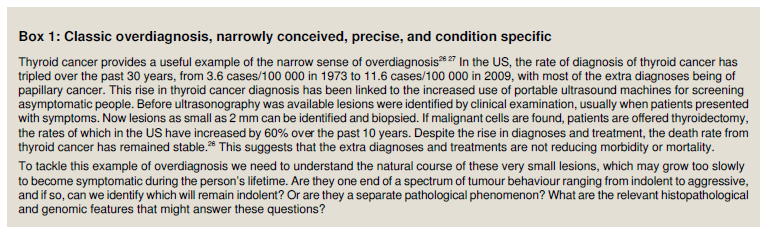 Box 1: Classic overdiagnosis, narrowly conceived, precise, and condition specific
Thyroid cancer provides a useful example of the narrow sense of overdiagnosis26 27 In the US, the rate of diagnosis of thyroid cancer has
tripled over the past 30 years, from 3.6 cases/100 000 in 1973 to 11.6 cases/100 000 in 2009, with most of the extra diagnoses being of
papillary cancer. This rise in thyroid cancer diagnosis has been linked to the increased use of portable ultrasound machines for screening
asymptomatic people. Before ultrasonography was available lesions were identified by clinical examination, usually when patients presented
with symptoms. Now lesions as small as 2 mm can be identified and biopsied. If malignant cells are found, patients are offered thyroidectomy,
the rates of which in the US have increased by 60% over the past 10 years. Despite the rise in diagnoses and treatment, the death rate from
thyroid cancer has remained stable.26 This suggests that the extra diagnoses and treatments are not reducing morbidity or mortality.
To tackle this example of overdiagnosis we need to understand the natural course of these very small lesions, which may grow too slowly
to become symptomatic during the person's lifetime. Are they one end of a spectrum of tumour behaviour ranging from indolent to aggressive,
and if so, can we identify which will remain indolent? Or are they a separate pathological phenomenon? What are the relevant histopathological
and genomic features that might answer these questions?